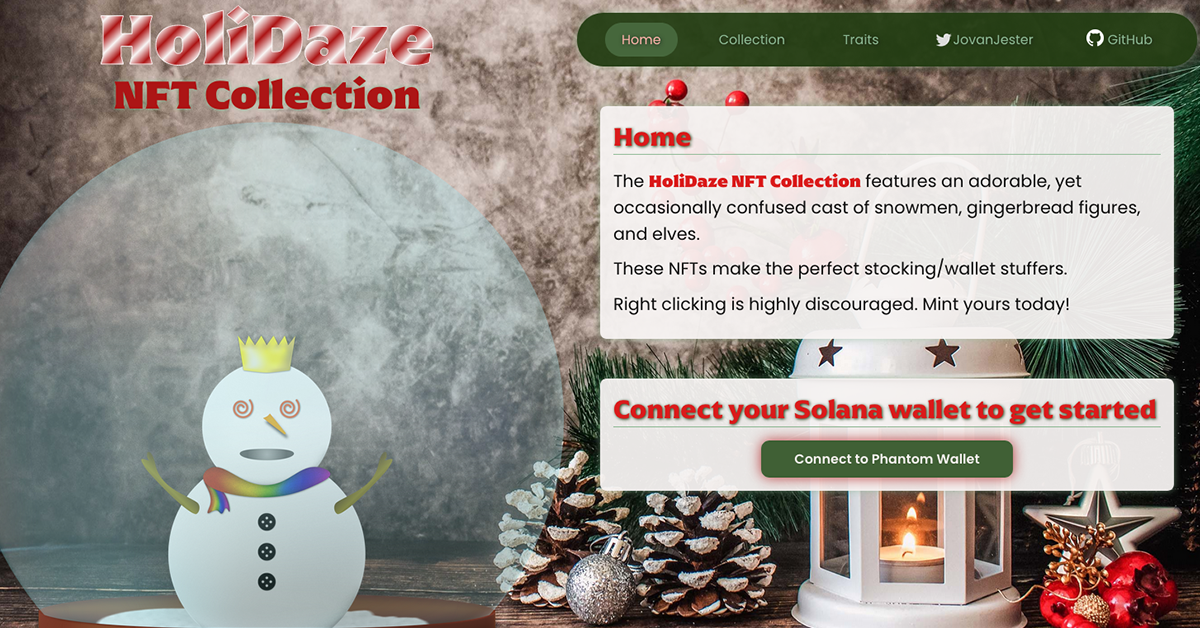 HolíDaze
NFT Collection
Home
Collection
Traits
JovanJester
GitHub
Home
The HoliDaze NFT Collection features an adorable, yet
occasionally confused cast of snowmen, gingerbread figures,
and elves.
These NFTs make the perfect stocking/wallet stuffers.
Right clicking is highly discouraged. Mint yours today!
Connect your Solana wallet to get started
Connect to Phantom Wallet